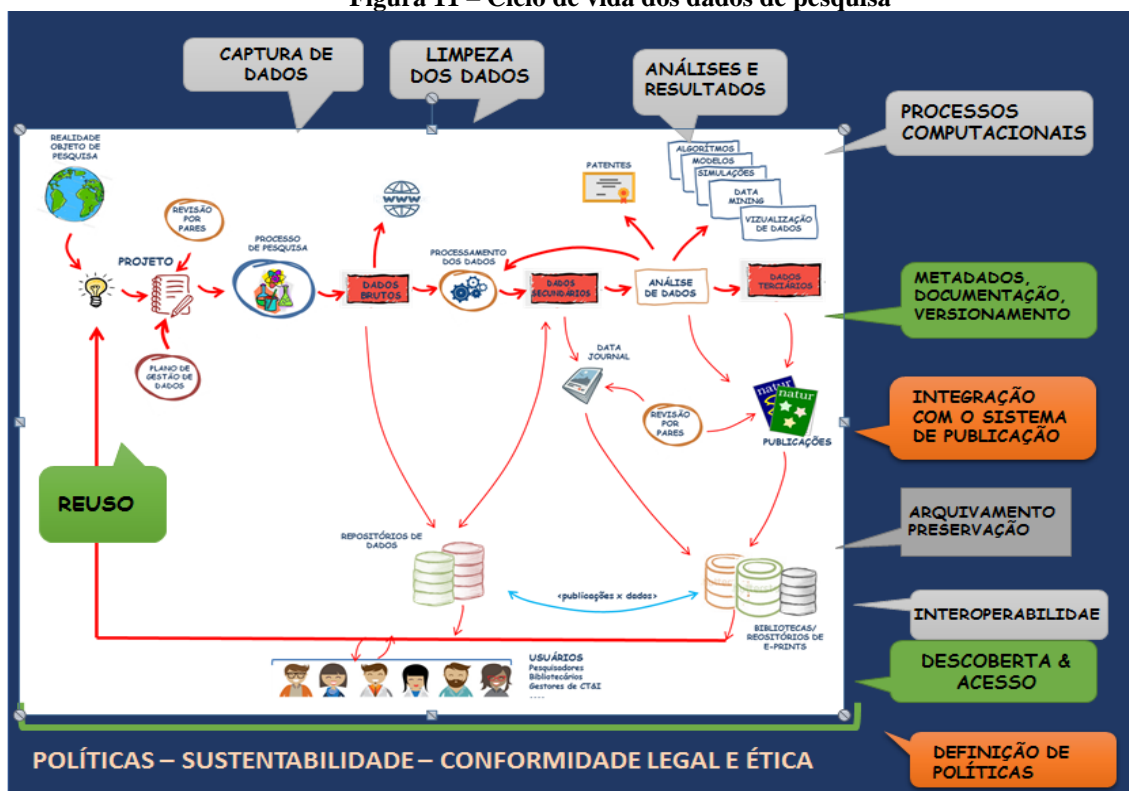 Figura 11 – Ciclo de vida dos dados de pesquisa
CAPTURA DE
DADOS
LIMPEZA
DOS DADOS
ANÁLISES E
RESULTADOS
PROCESSOS
COMPUTACIONAIS
REALIDADE
OBJETO DE
PESQUISA
REVISÃO
POR
PARES
PROJETO
PROCESSO
DE PESQUISA
WWW
PROCESSAMENTO
DOS DADOS
PATENTES
ALGORÍTMOS
MODELOS
SIMULAÇÕES
DATA
MINING
VIZUALIZAÇÃO
DE DADOS
DADOS
BRUTOS
DADOS
SECUNDÁRIOS
ANÁLISE
DE DADOS
DADOS
TERCIÁRIOS
METADADOS,
DOCUMENTAÇÃO,
VERSIONAMENTO
PLANO DE
GESTÃO DE
DADOS
DATA
JOURNAL
REVISÃO
POR
PARES
natur
natur
PUBLICAÇÕES
INTEGRAÇÃO
COM O SISTEMA
DE PUBLICAÇÃO
REUSO
ARQUIVAMENTO
PRESERVAÇÃO
REPOSITÓRIOS DE
DADOS
<publicações x dados>
BIBLIOTECAS/
REOSITÓRIOS DE
E-PRINTS
INTEROPERABILIDAE
USUÁRIOS
Pesquisadores
Bibliotecários
Gestores de CT&I
....
DESCOBERTA &
ACESSO
POLÍTICAS – SUSTENTABILIDADE – CONFORMIDADE LEGAL E ÉTICA
DEFINIÇÃO DE
POLÍTICAS